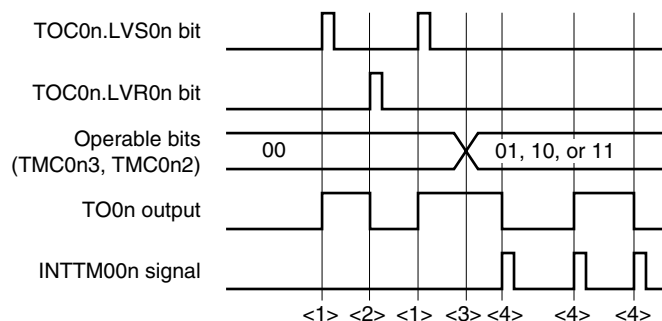 TOC0n.LVS0n bit
TOC0n.LVR0n bit
Operable bits
(TMC0n3, TMC0n2)
00
01, 10, or 11
TO0n output
INTTM00n signal
<1> <2> <1> <3> <4> <4> <4>